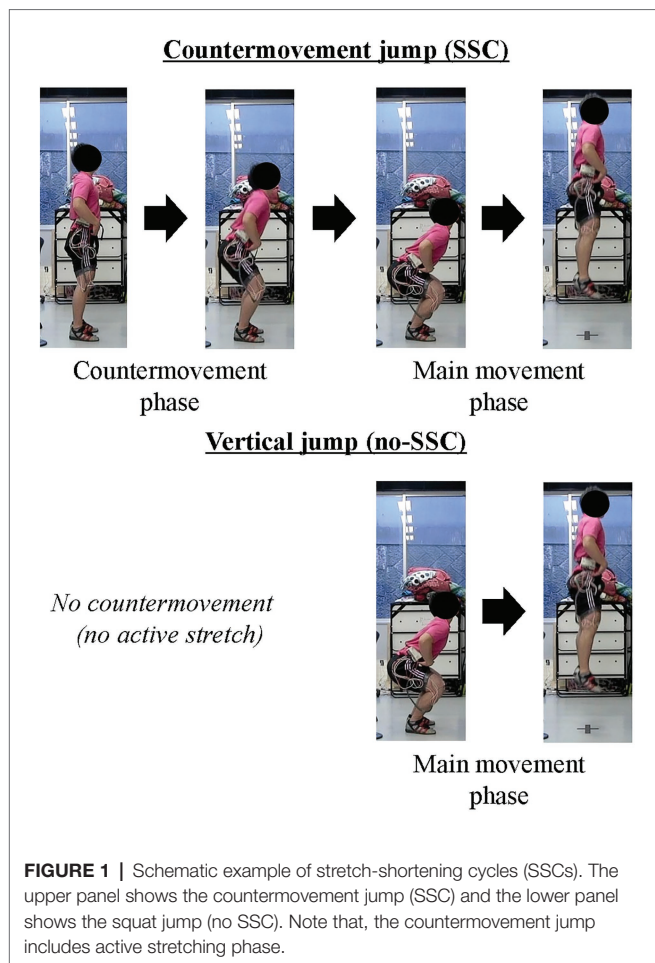 Countermovement jump (SSC)
Countermovement
phase
Main movement
phase
Vertical jump (no-SSC)
No countermovement
(no active stretch)
Main movement
phase
FIGURE 1 | Schematic example of stretch-shortening cycles (SSCs). The
upper panel shows the countermovement jump (SSC) and the lower panel
shows the squat jump (no SSC). Note that, the countermovement jump
includes active stretching phase.